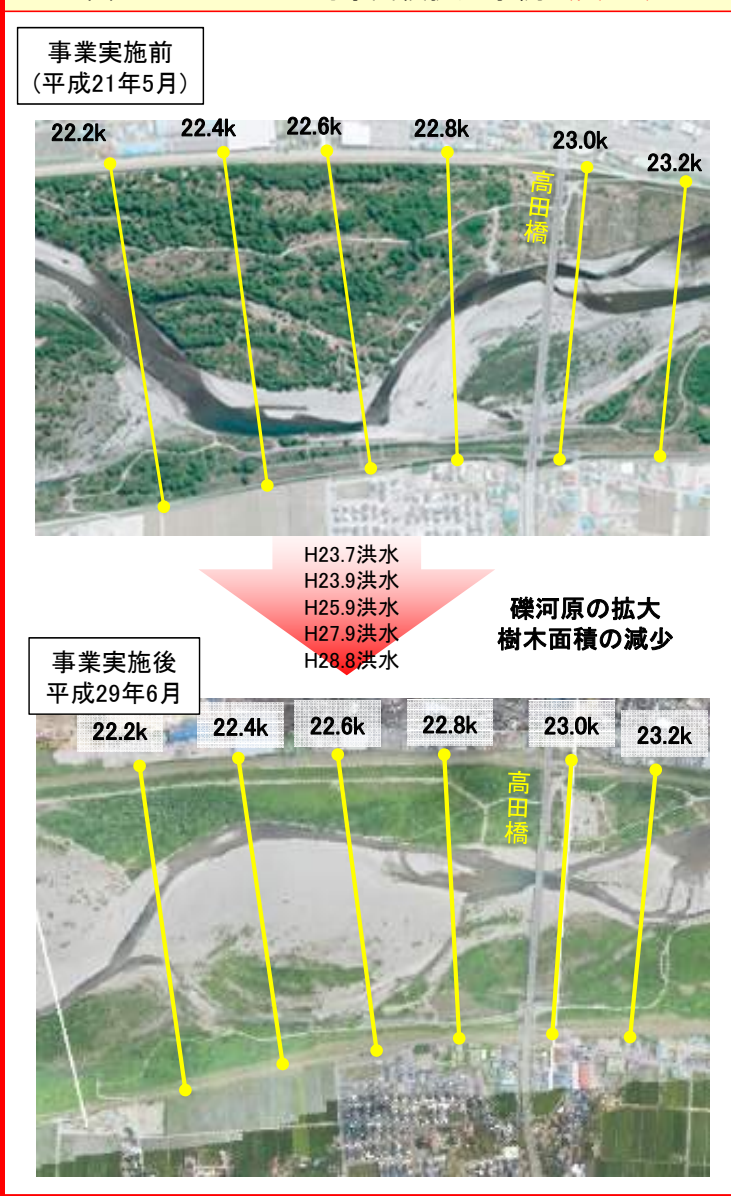 事業実施前
(平成21年5月)
22.2k
22.4k
22.6k
22.8k
23.0k
23.2k
高田橋
H23.7洪水
H23.9洪水
H25.9洪水
H27.9洪水
H28.8洪水
礫河原の拡大
樹木面積の減少
事業実施後
平成29年6月
22.2k
22.4k
22.6k
22.8k
23.0k
23.2k
高田橋